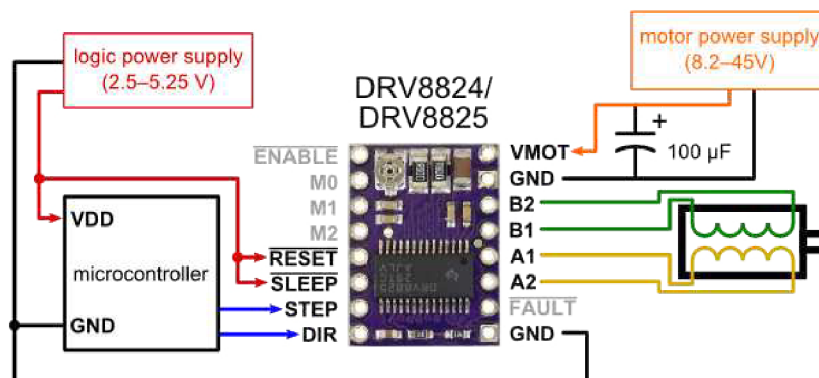 logic power supply
(2.5–5.25 V)
motor power supply
(8.2–45V)
DRV8824/
DRV8825
ENABLE
M0
M1
M2
RESET
SLEEP
STEP
DIR
VMOT
GND
B2
B1
A1
A2
FAULT
GND
+
100 µF
VDD
microcontroller
GND